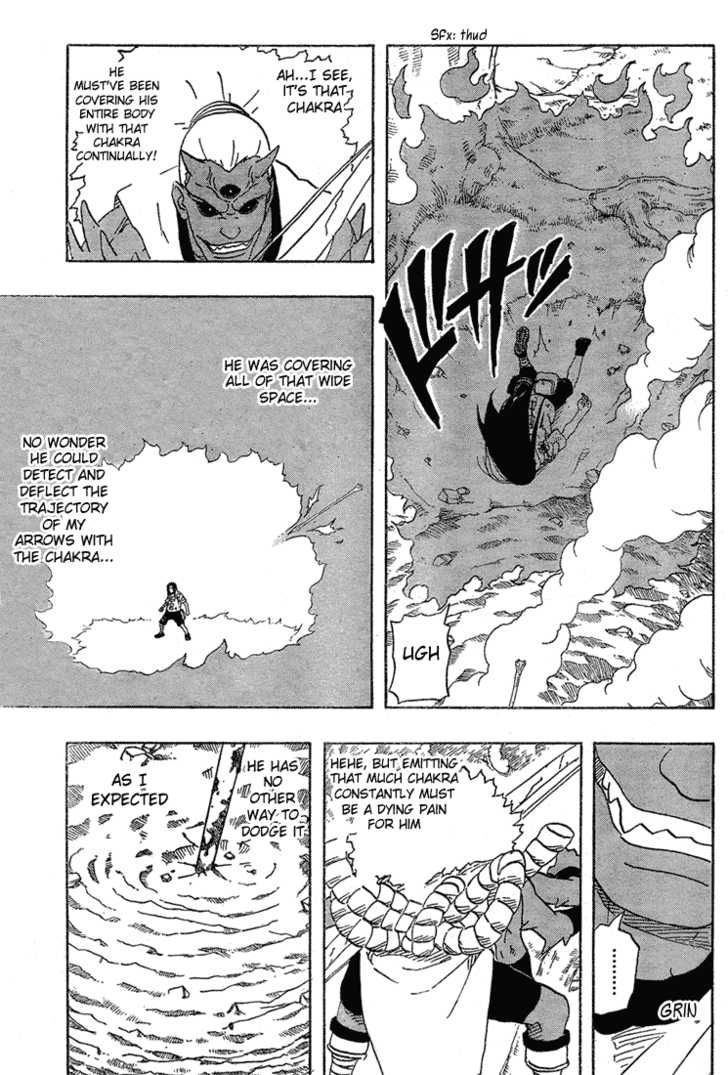 Sfx: thud
ドサッ
UGH
AH...I SEE,
IT'S THAT
CHAKRA
HE
MUST'VE BEEN
COVERING HIS
ENTIRE BODY
WITH THAT
CHAKRA
CONTINUALLY!
HE WAS COVERING
ALL OF THAT WIDE
SPACE...
NO WONDER
HE COULD
DETECT AND
DEFLECT THE
TRAJECTORY
OF MY
ARROWS WITH
THE CHAKRA...
.........
GRIN
HEHE, BUT EMITTING
THAT MUCH CHAKRA
CONSTANTLY MUST
BE A DYING PAIN
FOR HIM
HE HAS
NO
OTHER
WAY TO
DODGE IT
AS I
EXPECTED